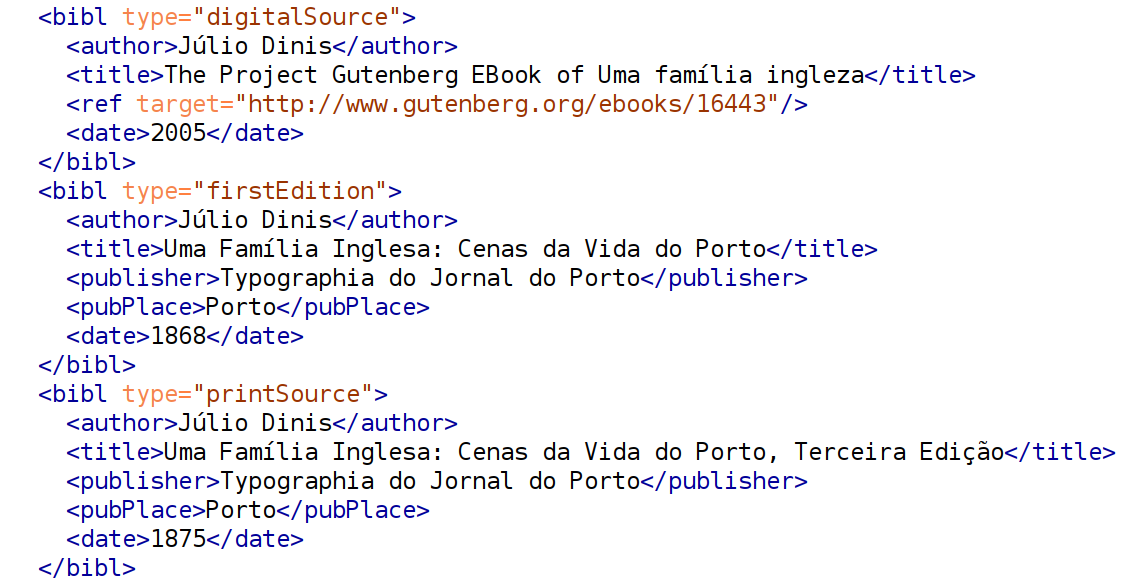 <bibl type="digitalSource">
<author>Júlio Dinis</author>
<title>The Project Gutenberg EBook of Uma família ingleza</title>
<ref target="http://www.gutenberg.org/ebooks/16443"/>
<date>2005</date>
</bibl>
<bibl type="firstEdition">
<author>Júlio Dinis</author>
<title>Uma Família Inglesa: Cenas da Vida do Porto</title>
<publisher>Typographia do Jornal do Porto</publisher>
<pubPlace>Porto</pubPlace>
<date>1868</date>
</bibl>
<bibl type="printSource">
<author>Júlio Dinis</author>
<title>Uma Família Inglesa: Cenas da Vida do Porto, Terceira Edição</title>
<publisher>Typographia do Jornal do Porto</publisher>
<pubPlace>Porto</pubPlace>
<date>1875</date>
</bibl>